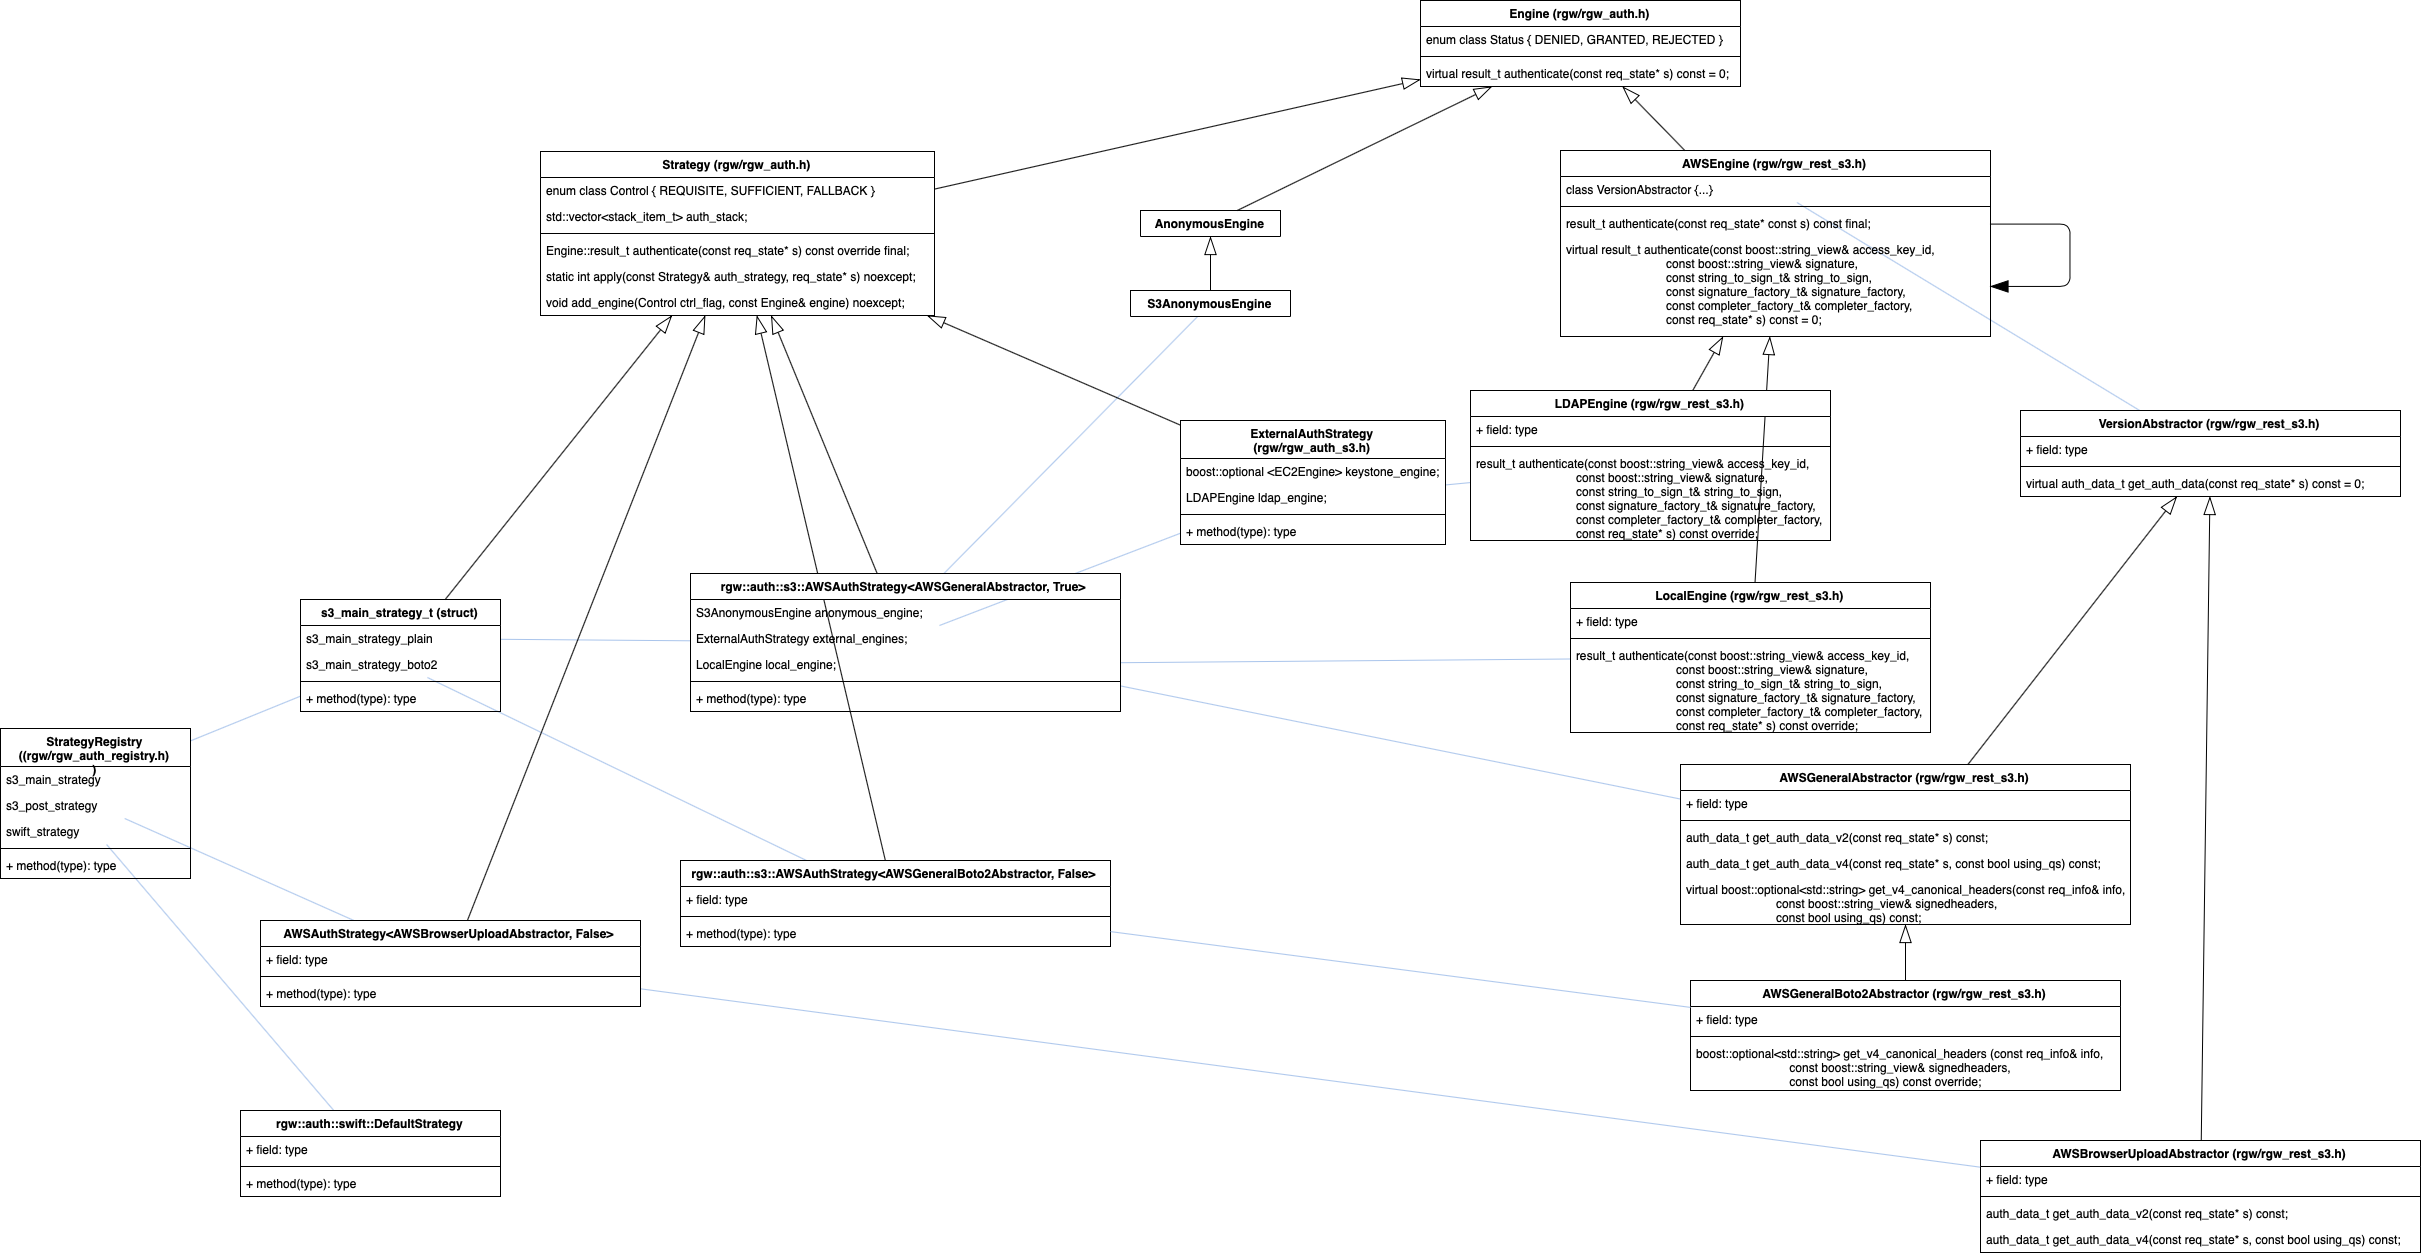 Engine (rgw/rgw_auth.h)
enum class Status { DENIED, GRANTED, REJECTED }
virtual result_t authenticate(const req_state* s) const = 0;
Strategy (rgw/rgw_auth.h)
enum class Control { REQUISITE, SUFFICIENT, FALLBACK }
std::vector<stack_item_t> auth_stack;
Engine::result_t authenticate(const req_state* s) const override final;
static int apply(const Strategy& auth_strategy, req_state* s) noexcept;
void add_engine(Control ctrl_flag, const Engine& engine) noexcept;
AnonymousEngine
S3AnonymousEngine
AWSEngine (rgw/rgw_rest_s3.h)
class VersionAbstractor {...}
result_t authenticate(const req_state* const s) const final;
virtual result_t authenticate(const boost::string_view& access_key_id,
const boost::string_view& signature,
const string_to_sign_t& string_to_sign,
const signature_factory_t& signature_factory,
const completer_factory_t& completer_factory,
const req_state* s) const = 0;
ExternalAuthStrategy
(rgw/rgw_auth_s3.h)
boost::optional <EC2Engine> keystone_engine;
LDAPEngine ldap_engine;
+ method(type): type
LDAPEngine (rgw/rgw_rest_s3.h)
+ field: type
result_t authenticate(const boost::string_view& access_key_id,
const boost::string_view& signature,
const string_to_sign_t& string_to_sign,
const signature_factory_t& signature_factory,
const completer_factory_t& completer_factory,
const req_state* s) const override;
VersionAbstractor (rgw/rgw_rest_s3.h)
+ field: type
virtual auth_data_t get_auth_data(const req_state* s) const = 0;
s3_main_strategy_t (struct)
s3_main_strategy_plain
s3_main_strategy_boto2
+ method(type): type
rgw::auth::s3::AWSAuthStrategy<AWSGeneralAbstractor, True>
S3AnonymousEngine anonymous_engine;
ExternalAuthStrategy external_engines;
LocalEngine local_engine;
+ method(type): type
LocalEngine (rgw/rgw_rest_s3.h)
+ field: type
result_t authenticate(const boost::string_view& access_key_id,
const boost::string_view& signature,
const string_to_sign_t& string_to_sign,
const signature_factory_t& signature_factory,
const completer_factory_t& completer_factory,
const req_state* s) const override;
StrategyRegistry
((rgw/rgw_auth_registry.h)
)
s3_main_strategy
s3_post_strategy
swift_strategy
+ method(type): type
AWSGeneralAbstractor (rgw/rgw_rest_s3.h)
+ field: type
auth_data_t get_auth_data_v2(const req_state* s) const;
auth_data_t get_auth_data_v4(const req_state* s, const bool using_qs) const;
virtual boost::optional<std::string> get_v4_canonical_headers(const req_info& info,
const boost::string_view& signedheaders,
const bool using_qs) const;
rgw::auth::s3::AWSAuthStrategy<AWSGeneralBoto2Abstractor, False>
+ field: type
+ method(type): type
AWSAuthStrategy<AWSBrowserUploadAbstractor, False>
+ field: type
+ method(type): type
AWSGeneralBoto2Abstractor (rgw/rgw_rest_s3.h)
+ field: type
boost::optional<std::string> get_v4_canonical_headers (const req_info& info,
const boost::string_view& signedheaders,
const bool using_qs) const override;
rgw::auth::swift::DefaultStrategy
+ field: type
+ method(type): type
AWSBrowserUploadAbstractor (rgw/rgw_rest_s3.h)
+ field: type
auth_data_t get_auth_data_v2(const req_state* s) const;
auth_data_t get_auth_data_v4(const req_state* s, const bool using_qs) const;